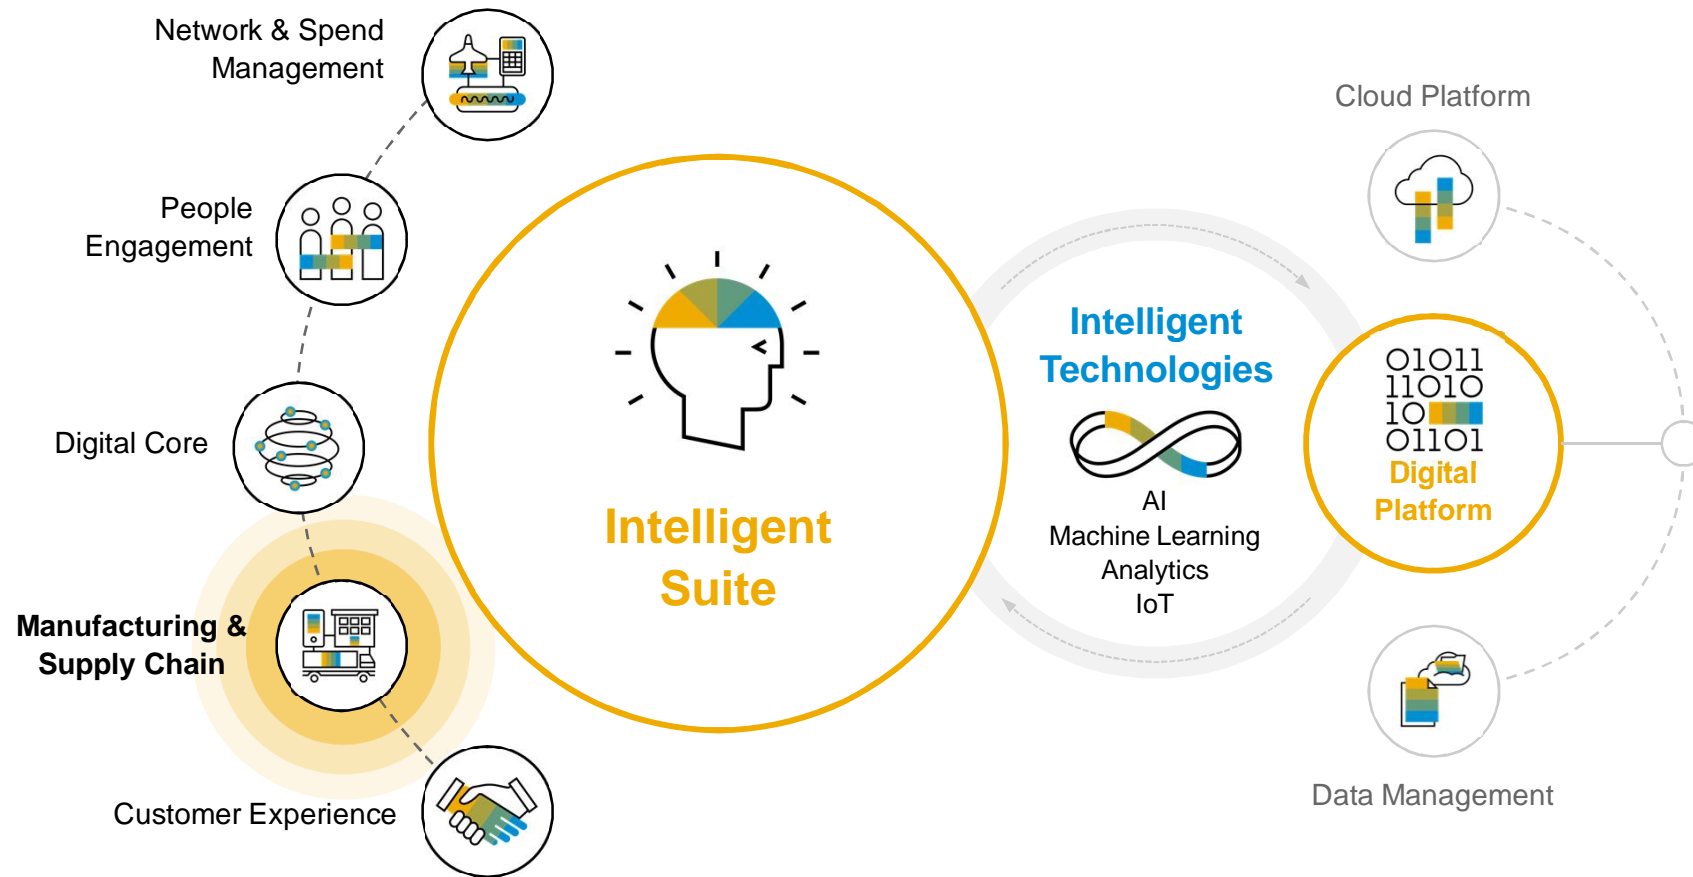 Network & Spend
Management
People
Engagement
Digital Core
Manufacturing &
Supply Chain
Customer Experience
Intelligent
Suite
Intelligent
Technologies
AI
Machine Learning
Analytics
IoT
Cloud Platform
01011
11010
10
01101
Digital
Platform
Data Management